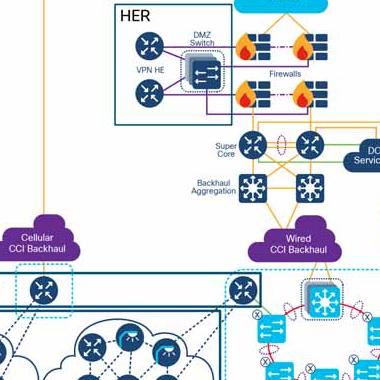 HER
DMZ
Switch
VPN HE
Firewalls
Super
Core
DC
Servic
Backhaul
Aggregation
Cellular
CCI Backhaul
Wired
CCI Backhaul
X
X
X
X
X